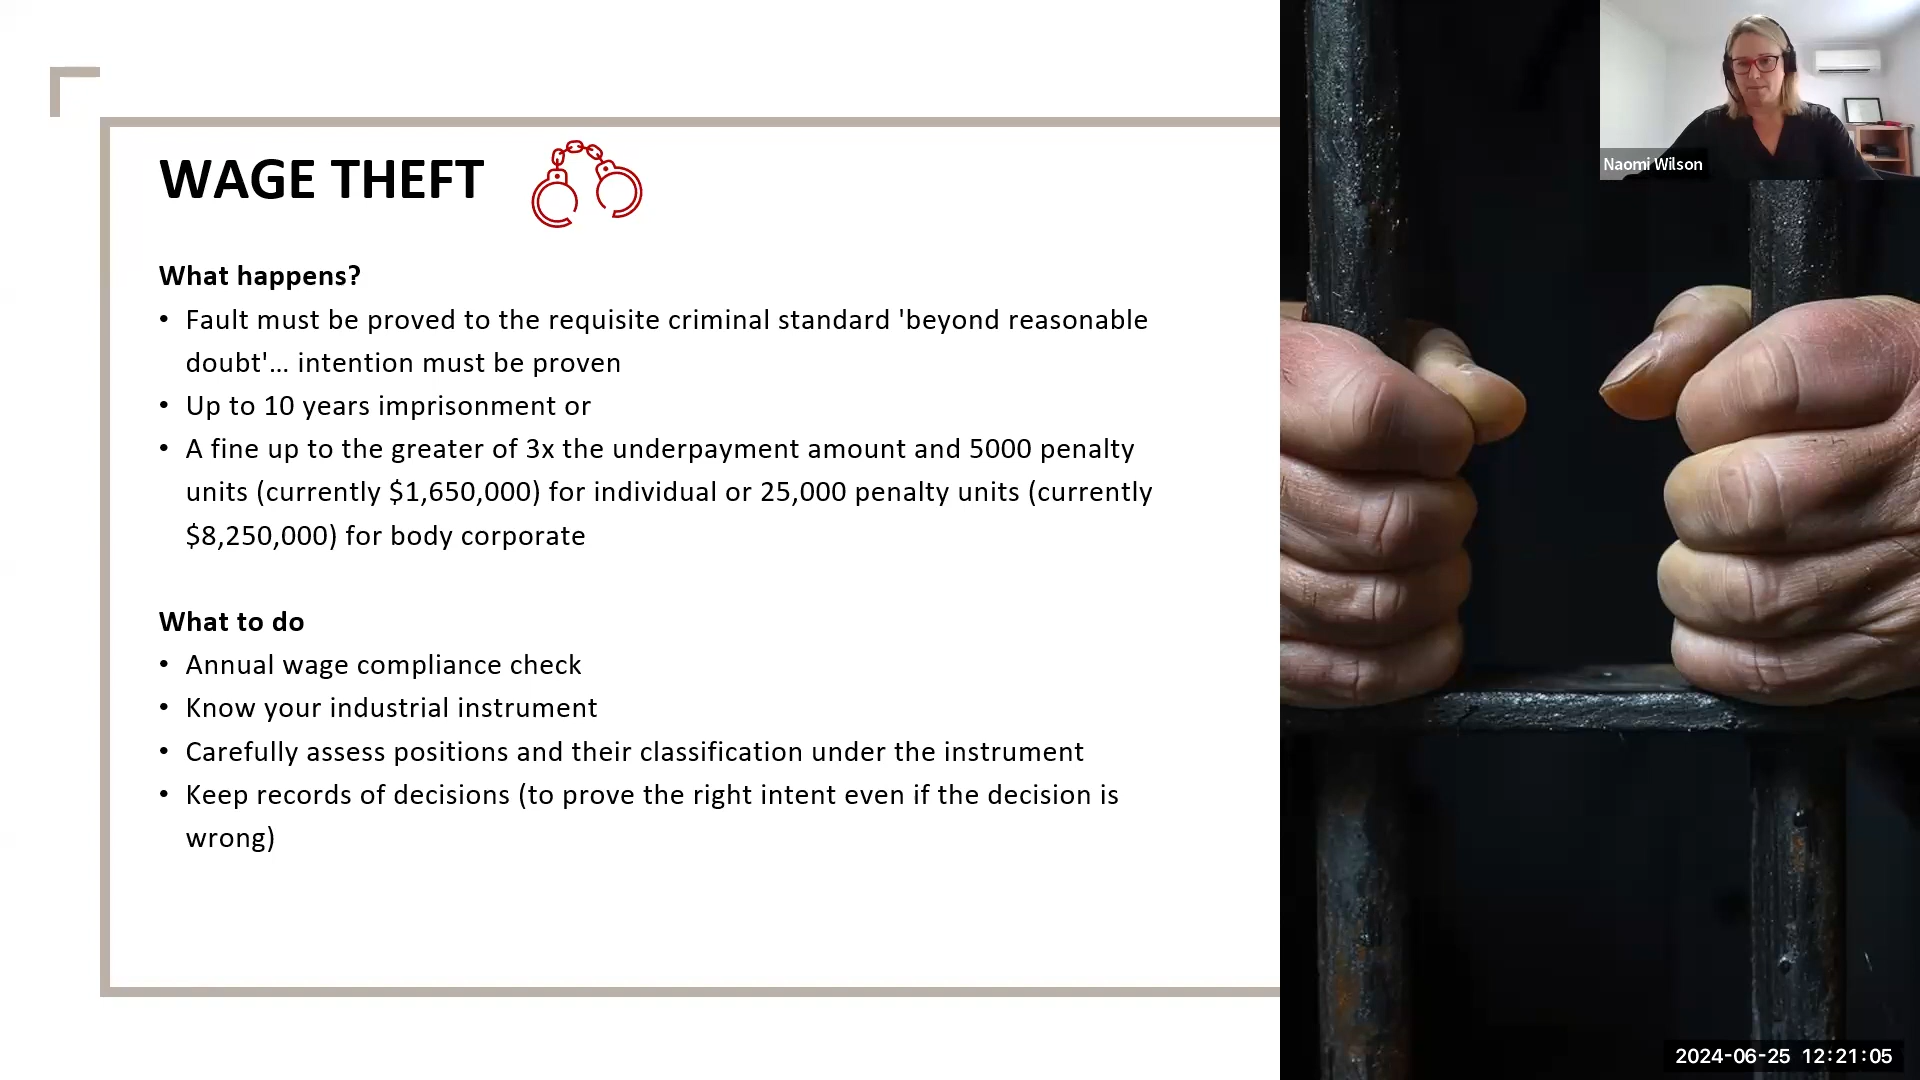 WAGE THEFT
What happens?
• Fault must be proved to the requisite criminal standard 'beyond reasonable
doubt'... intention must be proven
• Up to 10 years imprisonment or
• A fine up to the greater of 3x the underpayment amount and 5000 penalty
units (currently $1,650,000) for individual or 25,000 penalty units (currently
$8,250,000) for body corporate
What to do
• Annual wage compliance check
• Know your industrial instrument
• Carefully assess positions and their classification under the instrument
• Keep records of decisions (to prove the right intent even if the decision is
wrong)
Naomi Wilson
2024-06-25 12:21:05